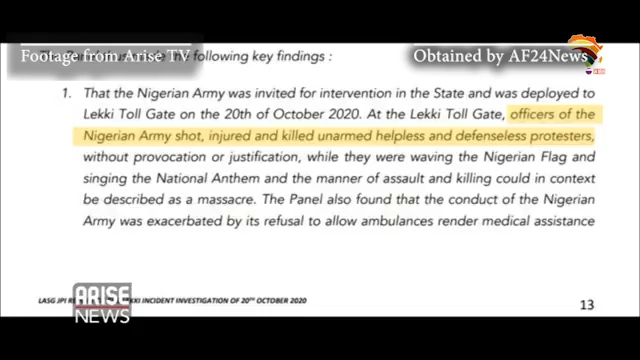 Footage from Arise TV
Obtained by AF24News
the following key findings :
1. That the Nigerian Army was invited for intervention in the State and was deployed to
Lekki Toll Gate on the 20th of October 2020. At the Lekki Toll Gate, officers of the
Nigerian Army shot, injured and killed unarmed helpless and defenseless protesters,
without provocation or justification, while they were waving the Nigerian Flag and
singing the National Anthem and the manner of assault and killing could in context
be described as a massacre. The Panel also found that the conduct of the Nigerian
Army was exacerbated by its refusal to allow ambulances render medical assistance
LASG JPI INCIDENT INVESTIGATION OF 20TH OCTOBER 2020
13
ARISE
NEWS